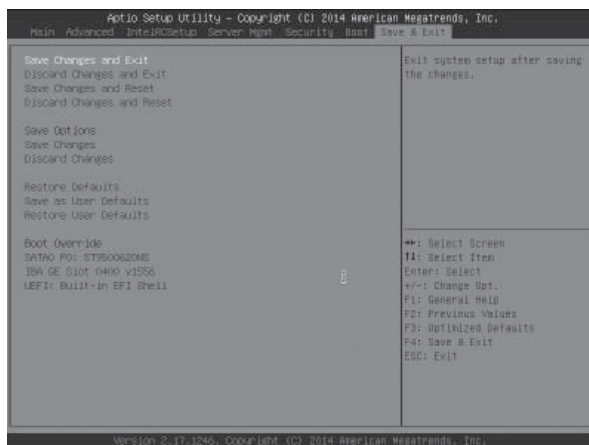 Aptio Setup Utility – Copyright (C) 2014 American Megatrends, Inc.
Main Advanced IntelRCSetup Server Mgmt Security Boot Save & Exit
Save Changes and Exit
Discard Changes and Exit
Save Changes and Reset
Discard Changes and Reset
Save Options
Save Changes
Discard Changes
Restore Defaults
Save as User Defaults
Restore User Defaults
Boot Override
SATA0 P0: ST9500620NS
IBA GE Slot 0400 v1556
UEFI: Built-in EFI Shell
Exit system setup after saving
the changes.
→←: Select Screen
↑↓: Select Item
Enter: Select
+/-: Change Opt.
F1: General Help
F2: Previous Values
F3: Optimized Defaults
F4: Save & Exit
ESC: Exit
Version 2.17.1246. Copyright (C) 2014 American Megatrends, Inc.